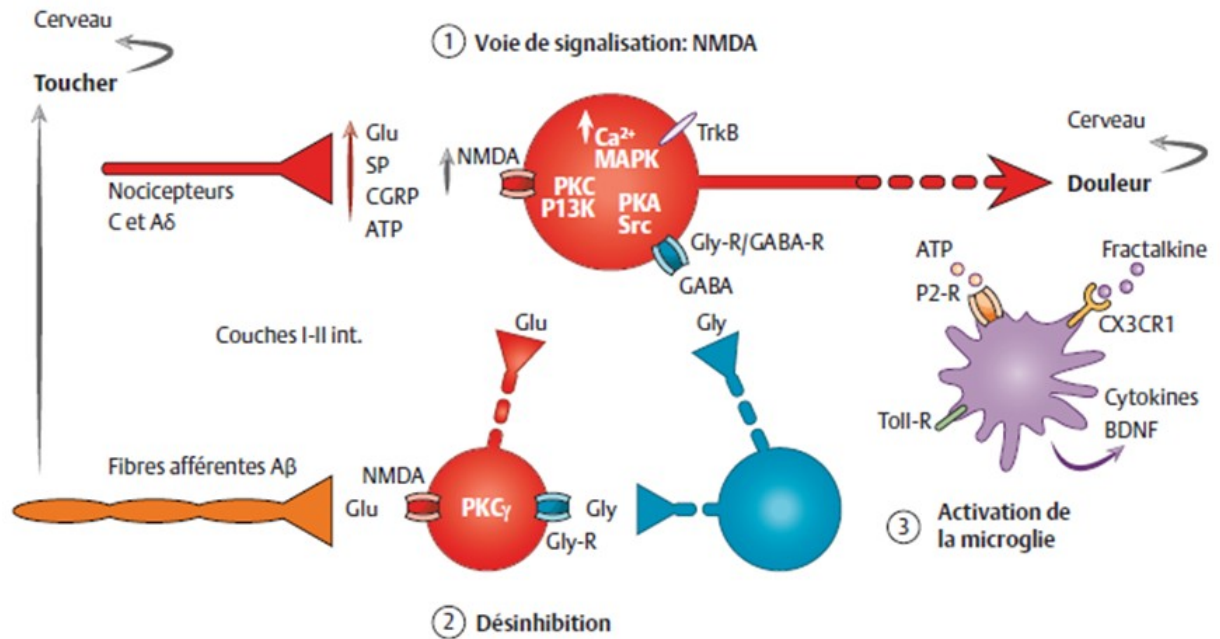 Cerveau
Toucher
① Voie de signalisation: NMDA
Glu
SP
CGRP
ATP
Nocicepteurs
C et Aδ
NMDA
Ca²⁺
MAPK
PKC
P13K
PKA
Src
TrkB
Gly-R/GABA-R
GABA
Cerveau
Douleur
ATP
P2-R
Fractalkine
CX3CR1
Toll-R
Cytokines
BDNF
③ Activation de
la microglie
Couches I-II int.
Glu
Gly
Fibres afférentes Aβ
Glu
NMDA
PKCγ
Gly
Gly-R
② Désinhibition